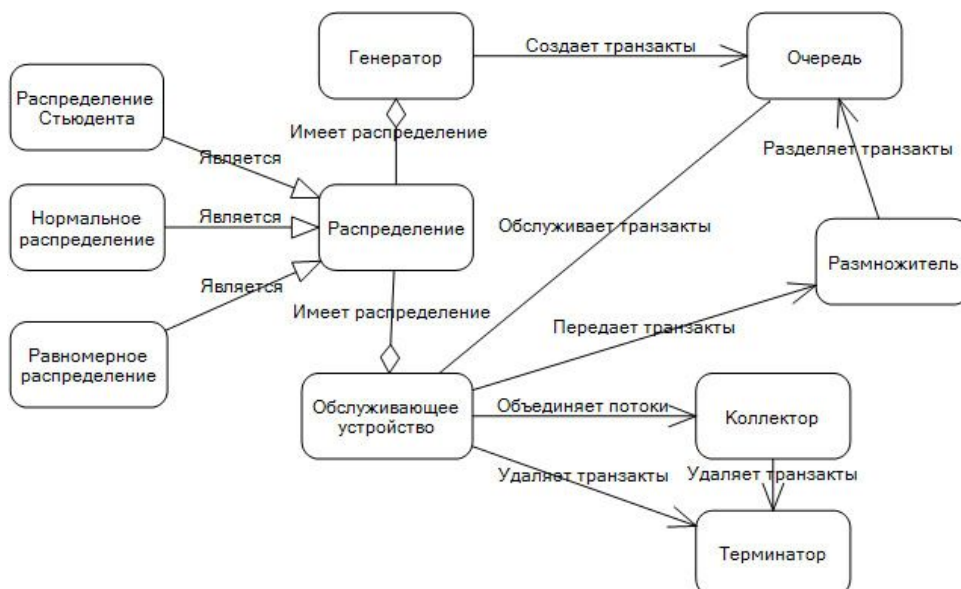 Генератор
Создает транзакты
Очередь
Распределение
Стьюдента
Имеет распределение
Разделяет транзакты
Является
Нормальное
распределение
Является
Распределение
Обслуживает транзакты
Размножитель
Является
Имеет распределение
Передает транзакты
Равномерное
распределение
Обслуживающее
устройство
Объединяет потоки
Коллектор
Удаляет транзакты
Удаляет транзакты
Терминатор